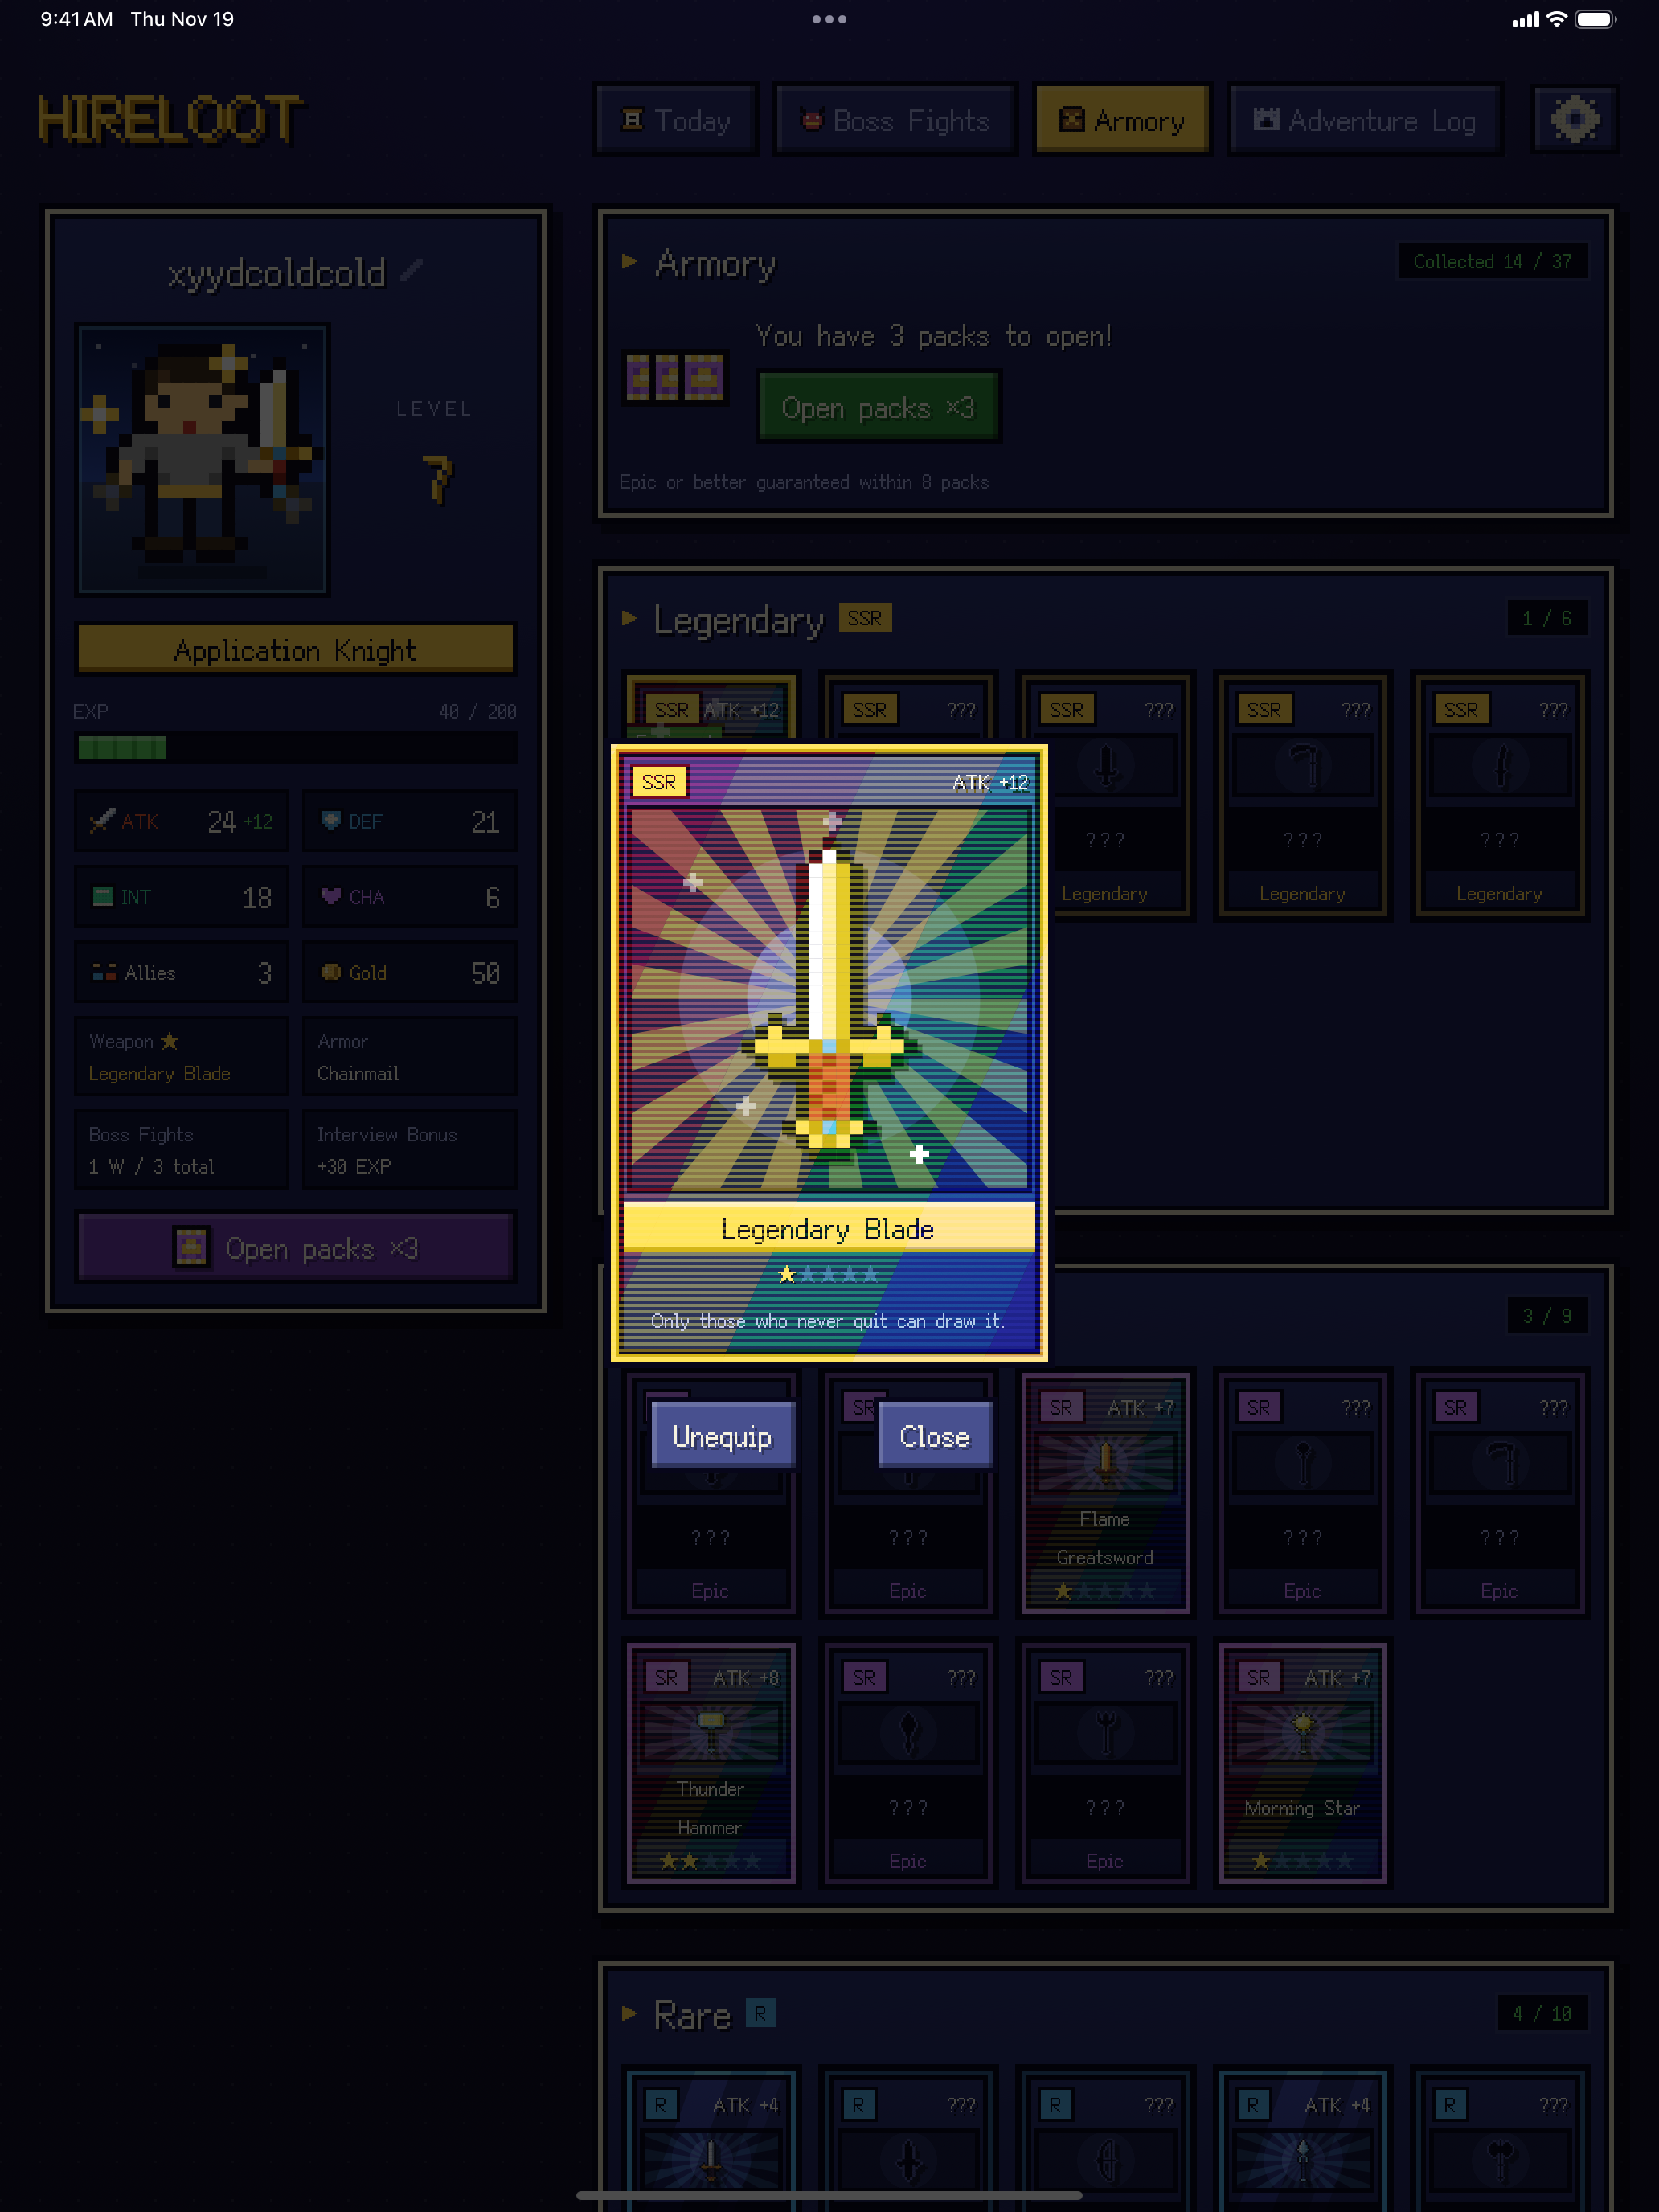 9:41 AM Thu Nov 19
HIRELOOT
Today
Boss Fights
Armory
Adventure Log
xyydcoldcold
LEVEL
7
Application Knight
EXP
40 / 200
ATK 24 +12
DEF 21
INT 18
CHA 6
Allies 3
Gold 50
Weapon ★
Legendary Blade
Armor
Chainmail
Boss Fights
1 W / 3 total
Interview Bonus
+30 EXP
Open packs ×3
Armory
Collected 14 / 37
You have 3 packs to open!
Open packs ×3
Epic or better guaranteed within 8 packs
Legendary SSR
1 / 6
SSR ATK +12
SSR ???
SSR ???
???
Legendary
SSR ???
???
Legendary
SSR ???
???
Legendary
SSR
ATK +12
Legendary Blade
Only those who never quit can draw it.
Unequip
Close
3 / 9
???
Epic
SR
???
Epic
SR ATK +7
Flame
Greatsword
SR ???
???
Epic
SR ???
???
Epic
SR ATK +8
Thunder
Hammer
SR ???
???
Epic
SR ???
???
Epic
SR ATK +7
Morning Star
Rare R
4 / 10
R ATK +4
R ???
R ???
R ATK +4
R ???